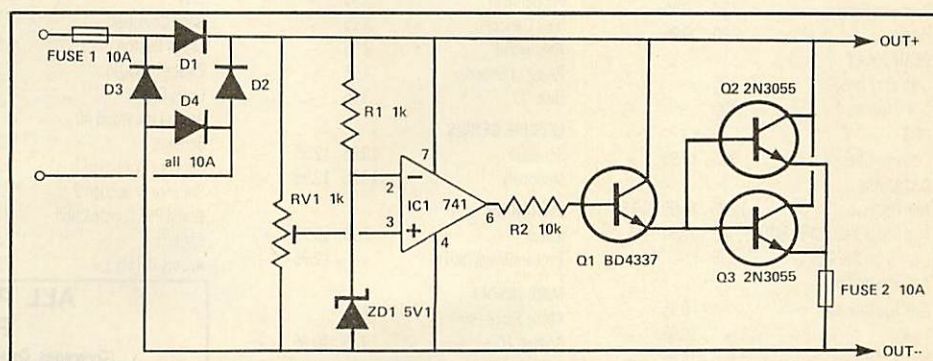 FUSE 1 10A
D1
D3
D2
D4
all 10A
R1 1k
RV1 1k
7
2
IC1 741
3
6
4
R2 10k
ZD1 5V1
Q1 BD4337
Q2 2N3055
Q3 2N3055
FUSE 2 10A
OUT+
OUT--